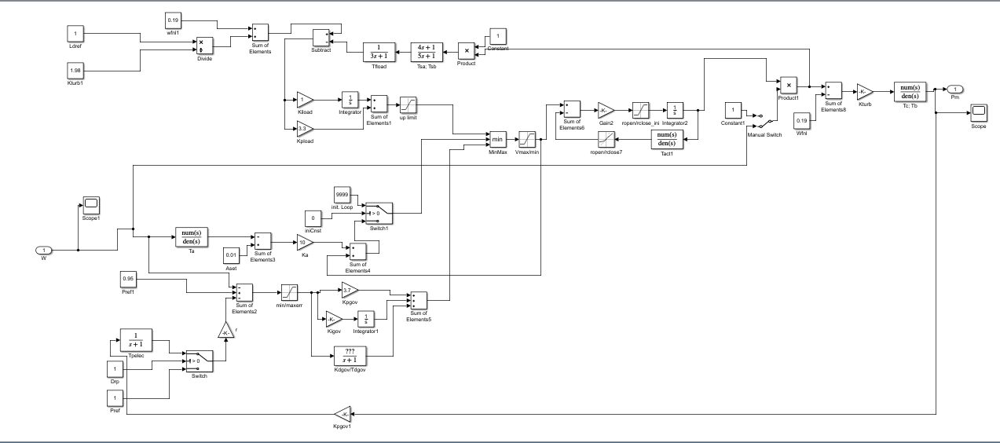 0.19
wfnl1
1
Ldref
×
÷
Divide
1.98
Kturb1
+
+
Sum of
Elements
+
−
Subtract
1
3s + 1
Tfload
4s + 1
5s + 1
Tsa; Tsb
×
Product
1
Constant
1
Kload
1
s
Integrator
+
+
Sum of
Elements1
up limit
3.3
Kpload
min
MinMax
Vmax/min
+
−
Sum of
Elements6
-K-
Gain2
ropen/rclose_ini
1
s
Integrator2
ropen/rclose7
num(s)
den(s)
Tact1
1
Constant1
Manual Switch
×
Product1
0.19
Wfnl
+
−
Sum of
Elements8
-K-
Kturb
num(s)
den(s)
Tc; Tb
1
Pm
Scope
Scope1
1
W
num(s)
den(s)
Ta
0.01
Aset
−
+
Sum of
Elements3
10
Ka
9999
init. Loop
0
iniCnst
> 0
Switch1
+
+
Sum of
Elements4
0.95
Pref1
−
+
−
Sum of
Elements2
min/maxerr
3.7
Kpgov
-K-
Kigov
1
s
Integrator1
+
+
+
Sum of
Elements5
???
s + 1
Kdgov/Tdgov
-K-
r
1
s + 1
Tpelec
1
Drp
> 0
Switch
1
Pref
-K-
Kpgov1